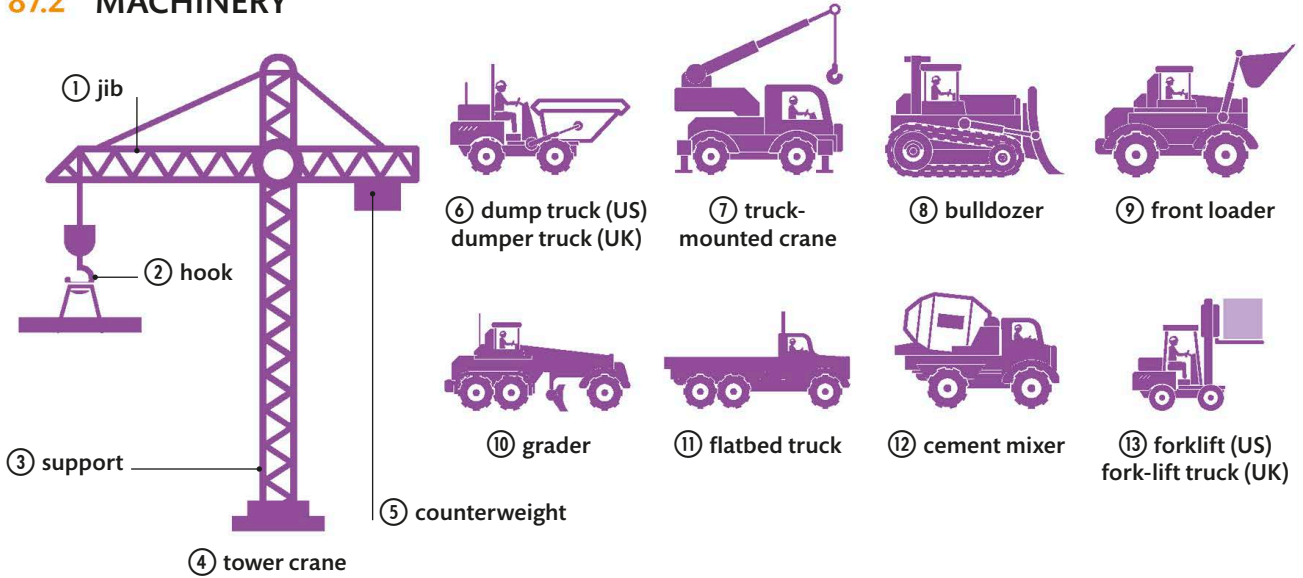 87.2 MACHINERY
① jib
② hook
③ support
④ tower crane
⑤ counterweight
⑥ dump truck (US)
dumper truck (UK)
⑦ truck-
mounted crane
⑧ bulldozer
⑨ front loader
⑩ grader
⑪ flatbed truck
⑫ cement mixer
⑬ forklift (US)
fork-lift truck (UK)